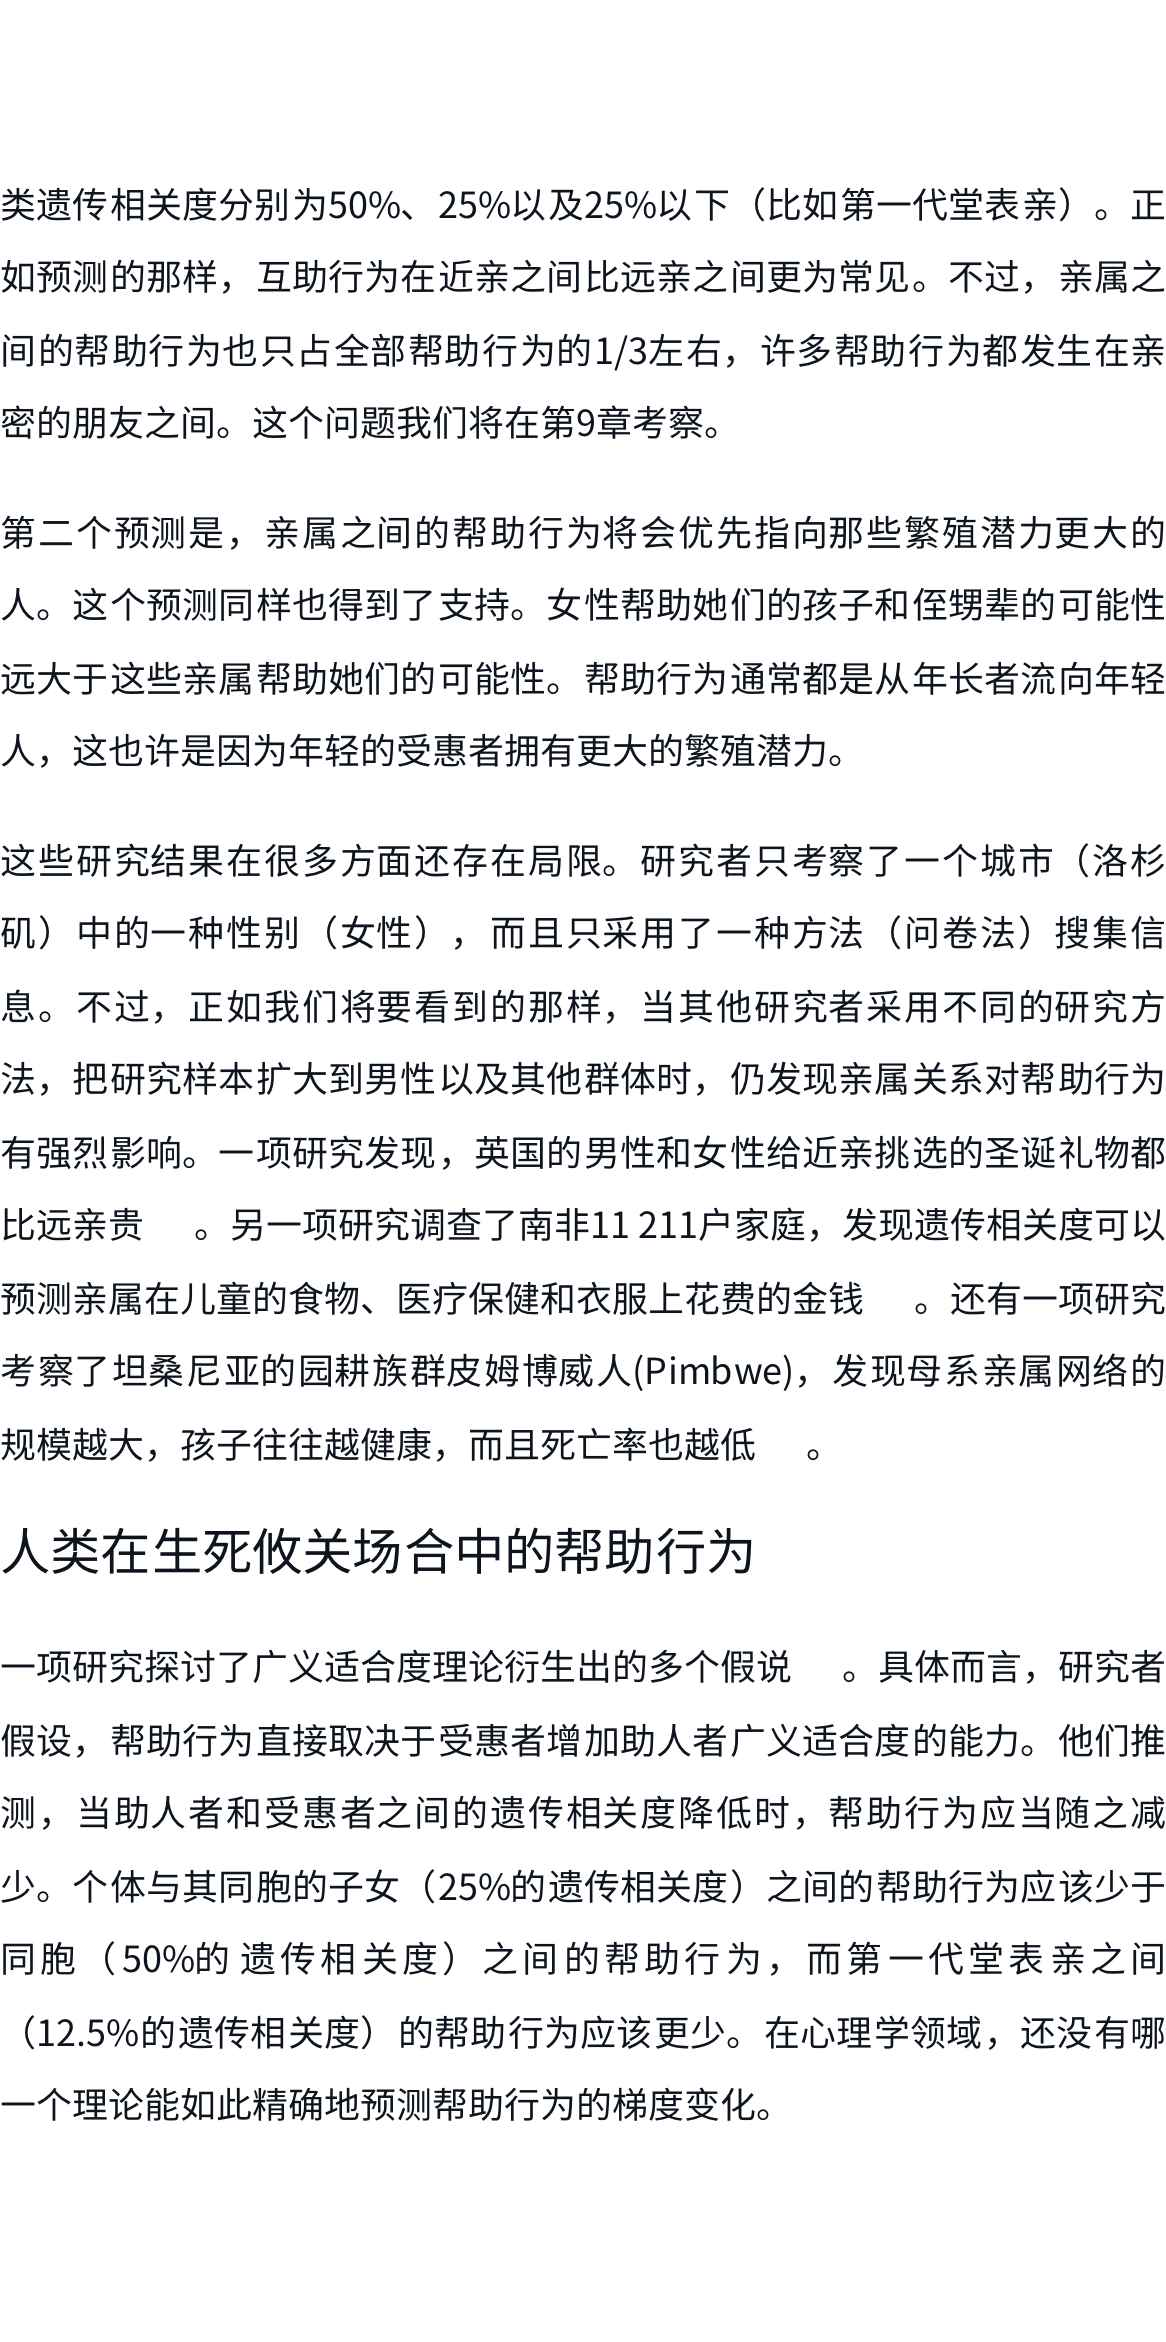 类遗传相关度分别为50%、25%以及25%以下（比如第一代堂表亲）。正
如预测的那样，互助行为在近亲之间比远亲之间更为常见。不过，亲属之
间的帮助行为也只占全部帮助行为的1/3左右，许多帮助行为都发生在亲
密的朋友之间。这个问题我们将在第9章考察。
第二个预测是，亲属之间的帮助行为将会优先指向那些繁殖潜力更大的
人。这个预测同样也得到了支持。女性帮助她们的孩子和侄甥辈的可能性
远大于这些亲属帮助她们的可能性。帮助行为通常都是从年长者流向年轻
人，这也许是因为年轻的受惠者拥有更大的繁殖潜力。
这些研究结果在很多方面还存在局限。研究者只考察了一个城市（洛杉
矶）中的一种性别（女性），而且只采用了一种方法（问卷法）搜集信
息。不过，正如我们将要看到的那样，当其他研究者采用不同的研究方
法，把研究样本扩大到男性以及其他群体时，仍发现亲属关系对帮助行为
有强烈影响。一项研究发现，英国的男性和女性给近亲挑选的圣诞礼物都
比远亲贵 。另一项研究调查了南非11 211户家庭，发现遗传相关度可以
预测亲属在儿童的食物、医疗保健和衣服上花费的金钱 。还有一项研究
考察了坦桑尼亚的园耕族群皮姆博威人(Pimbwe)，发现母系亲属网络的
规模越大，孩子往往越健康，而且死亡率也越低 。
人类在生死攸关场合中的帮助行为
一项研究探讨了广义适合度理论衍生出的多个假说 。具体而言，研究者
假设，帮助行为直接取决于受惠者增加助人者广义适合度的能力。他们推
测，当助人者和受惠者之间的遗传相关度降低时，帮助行为应当随之减
少。个体与其同胞的子女（25%的遗传相关度）之间的帮助行为应该少于
同胞（50%的遗传相关度）之间的帮助行为，而第一代堂表亲之间
（12.5%的遗传相关度）的帮助行为应该更少。在心理学领域，还没有哪
一个理论能如此精确地预测帮助行为的梯度变化。